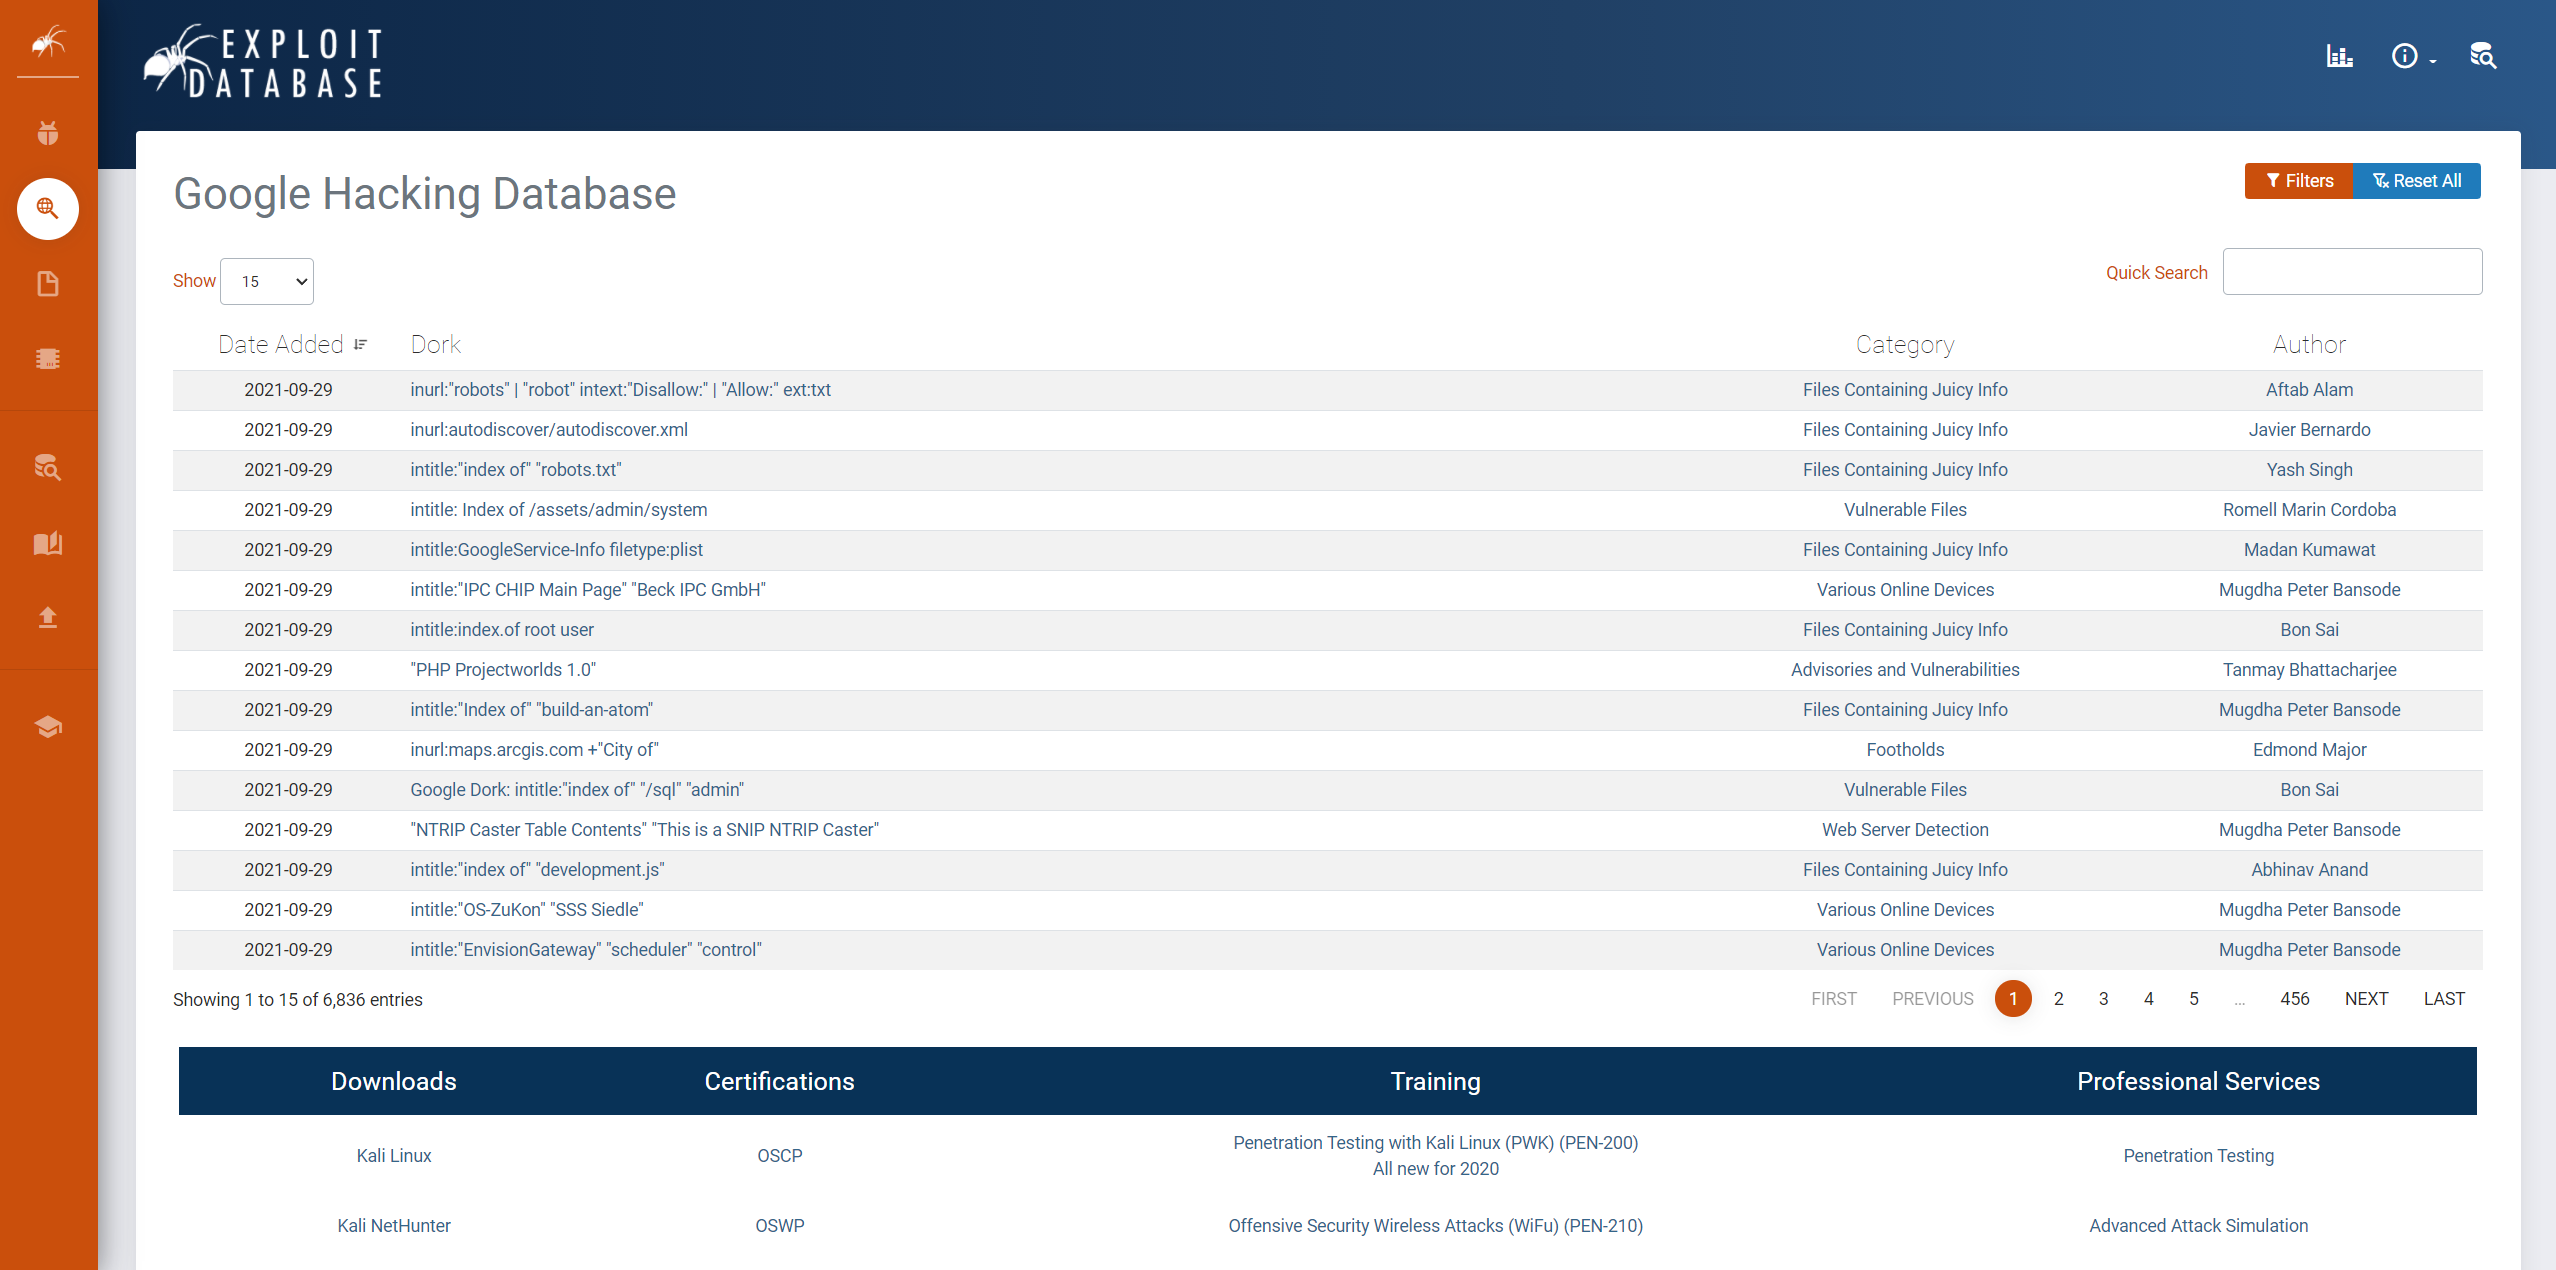 EXPLOIT
DATABASE
Google Hacking Database
Filters Reset All
Show 15 Quick Search
Date Added Dork Category Author
2021-09-29 inurl:"robots" | "robot" intext:"Disallow:" | "Allow:" ext:txt Files Containing Juicy Info Aftab Alam
2021-09-29 inurl:autodiscover/autodiscover.xml Files Containing Juicy Info Javier Bernardo
2021-09-29 intitle:"index of" "robots.txt" Files Containing Juicy Info Yash Singh
2021-09-29 intitle: Index of /assets/admin/system Vulnerable Files Romell Marin Cordoba
2021-09-29 intitle:GoogleService-Info filetype:plist Files Containing Juicy Info Madan Kumawat
2021-09-29 intitle:"IPC CHIP Main Page" "Beck IPC GmbH" Various Online Devices Mugdha Peter Bansode
2021-09-29 intitle:index.of root user Files Containing Juicy Info Bon Sai
2021-09-29 "PHP Projectworlds 1.0" Advisories and Vulnerabilities Tanmay Bhattacharjee
2021-09-29 intitle:"Index of" "build-an-atom" Files Containing Juicy Info Mugdha Peter Bansode
2021-09-29 inurl:maps.arcgis.com +"City of" Footholds Edmond Major
2021-09-29 Google Dork: intitle:"index of" "/sql" "admin" Vulnerable Files Bon Sai
2021-09-29 "NTRIP Caster Table Contents" "This is a SNIP NTRIP Caster" Web Server Detection Mugdha Peter Bansode
2021-09-29 intitle:"index of" "development.js" Files Containing Juicy Info Abhinav Anand
2021-09-29 intitle:"OS-ZuKon" "SSS Siedle" Various Online Devices Mugdha Peter Bansode
2021-09-29 intitle:"EnvisionGateway" "scheduler" "control" Various Online Devices Mugdha Peter Bansode
Showing 1 to 15 of 6,836 entries FIRST PREVIOUS 1 2 3 4 5 … 456 NEXT LAST
Downloads Certifications Training Professional Services
Kali Linux OSCP Penetration Testing with Kali Linux (PWK) (PEN-200) Penetration Testing
All new for 2020
Kali NetHunter OSWP Offensive Security Wireless Attacks (WiFu) (PEN-210) Advanced Attack Simulation